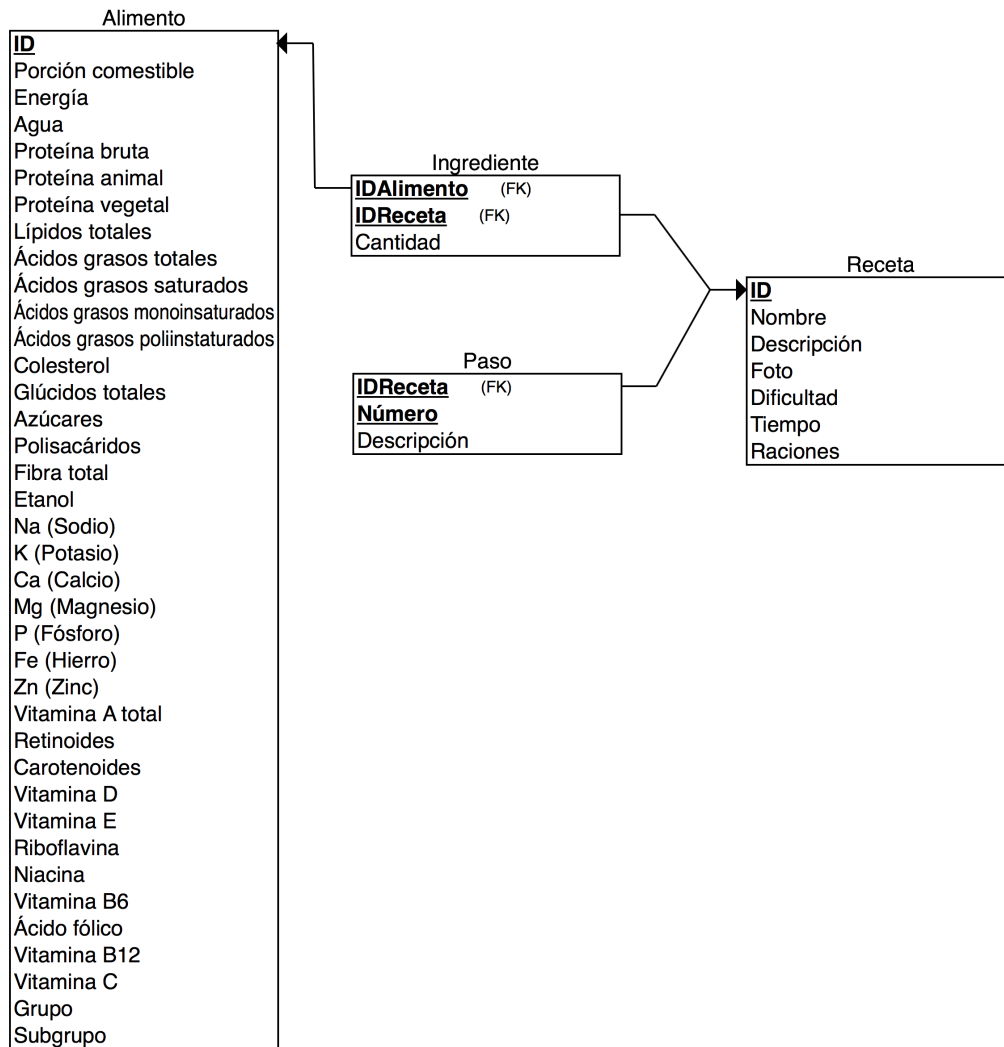 Alimento
ID
Porción comestible
Energía
Agua
Proteína bruta
Proteína animal
Proteína vegetal
Lípidos totales
Ácidos grasos totales
Ácidos grasos saturados
Ácidos grasos monoinsaturados
Ácidos grasos poliinstaturados
Colesterol
Glúcidos totales
Azúcares
Polisacáridos
Fibra total
Etanol
Na (Sodio)
K (Potasio)
Ca (Calcio)
Mg (Magnesio)
P (Fósforo)
Fe (Hierro)
Zn (Zinc)
Vitamina A total
Retinoides
Carotenoides
Vitamina D
Vitamina E
Riboflavina
Niacina
Vitamina B6
Ácido fólico
Vitamina B12
Vitamina C
Grupo
Subgrupo
Ingrediente
IDAlimento (FK)
IDReceta (FK)
Cantidad
Paso
IDReceta (FK)
Número
Descripción
Receta
ID
Nombre
Descripción
Foto
Dificultad
Tiempo
Raciones